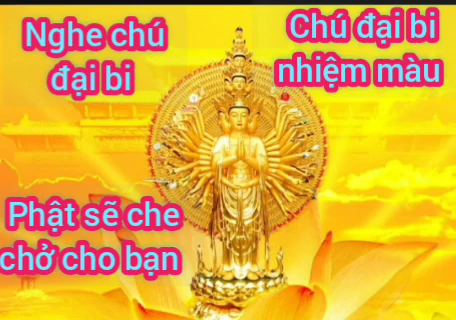 Nghe chú
đại bi
Chú đại bi
nhiệm màu
Phật sẽ che
chở cho bạn